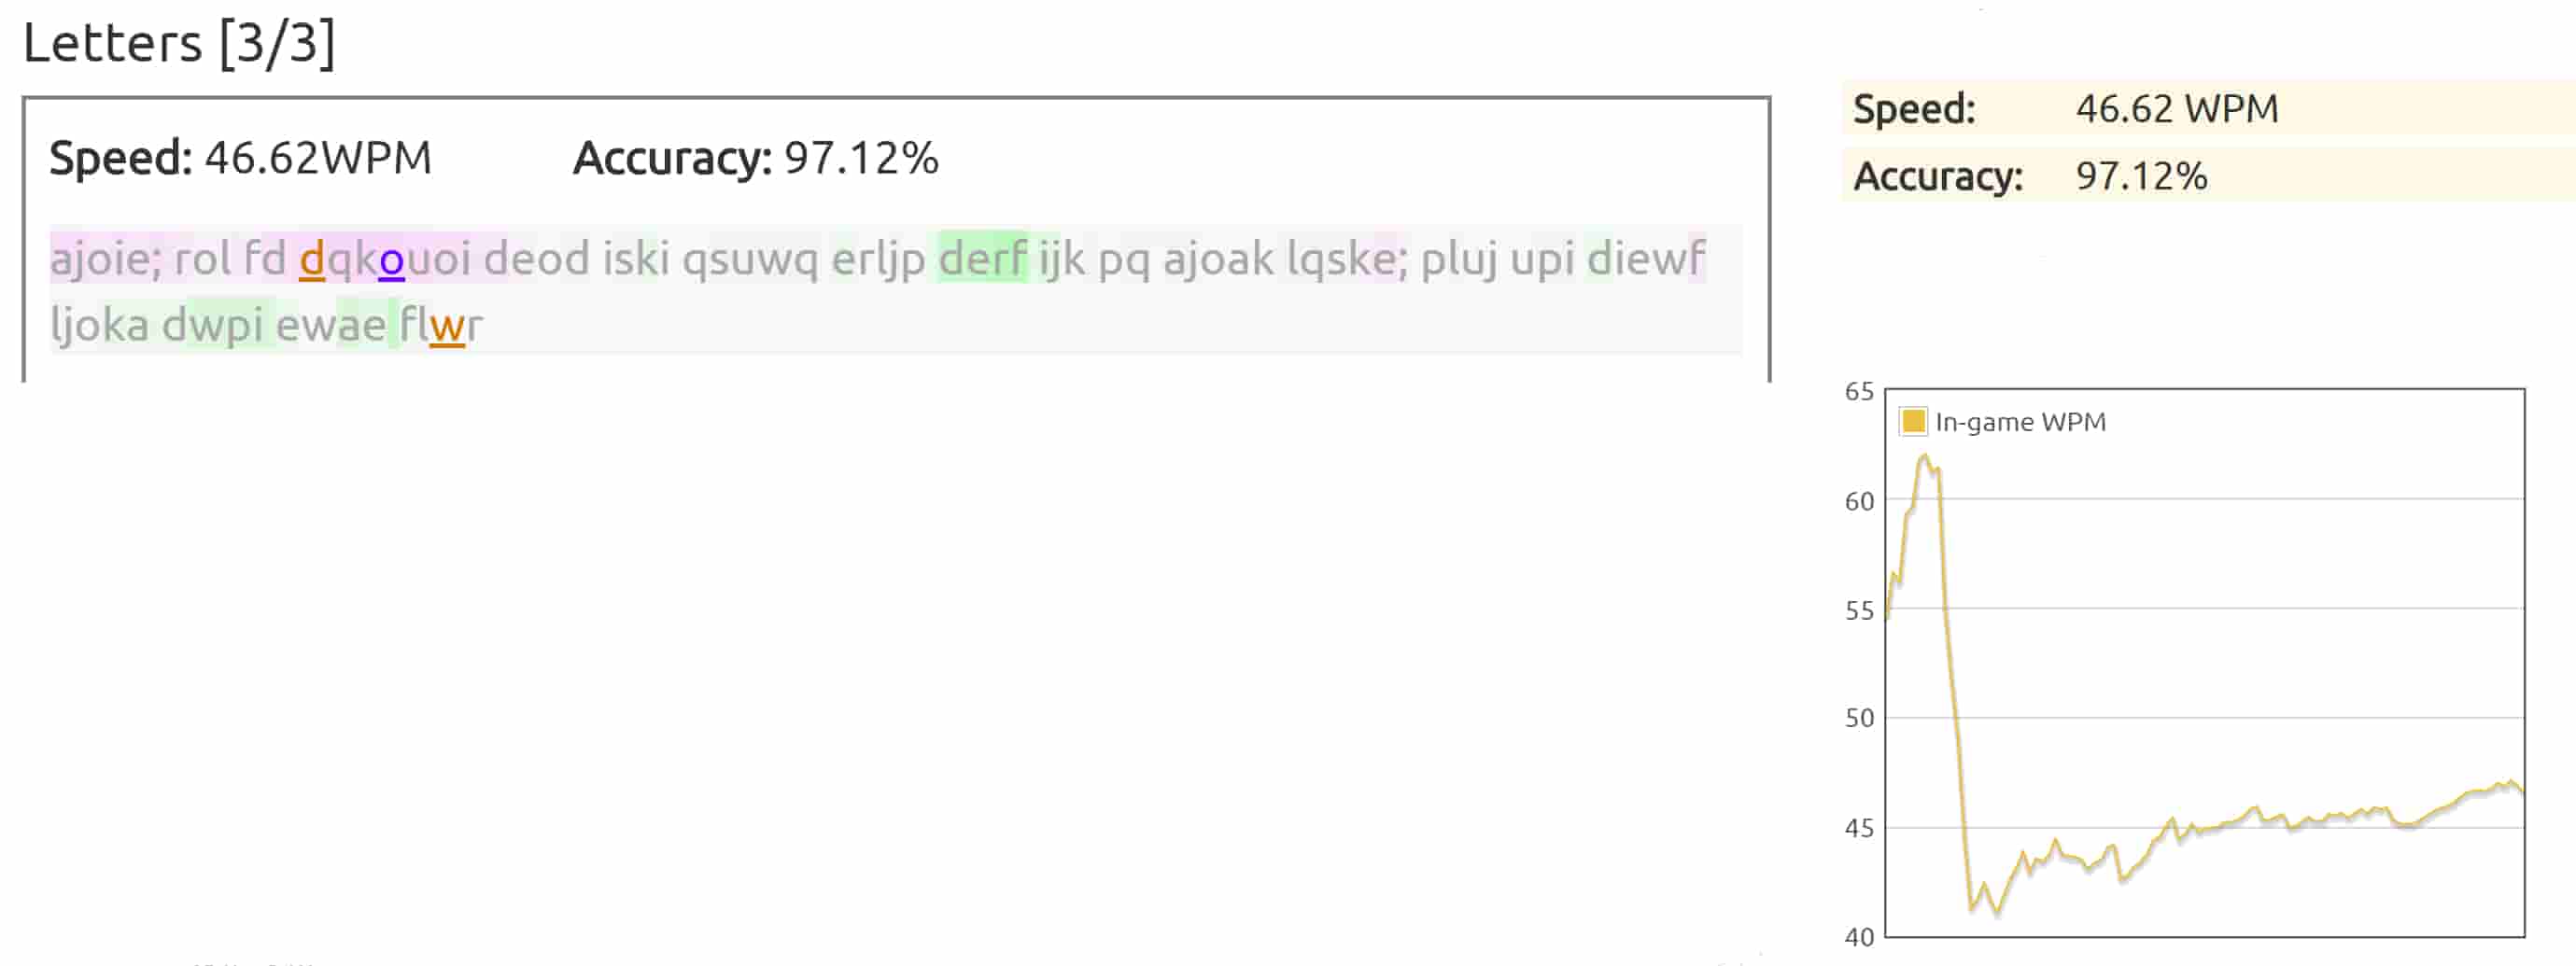 Letters [3/3]
Speed: 46.62WPM Accuracy: 97.12%
ajoie; rol fd dqkouoi deod iski qsuwq erljp derf ijk pq ajoak lqske; pluj upi diewf
ljoka dwpi ewae flwr
Speed: 46.62 WPM
Accuracy: 97.12%
65
In-game WPM
60
55
50
45
40